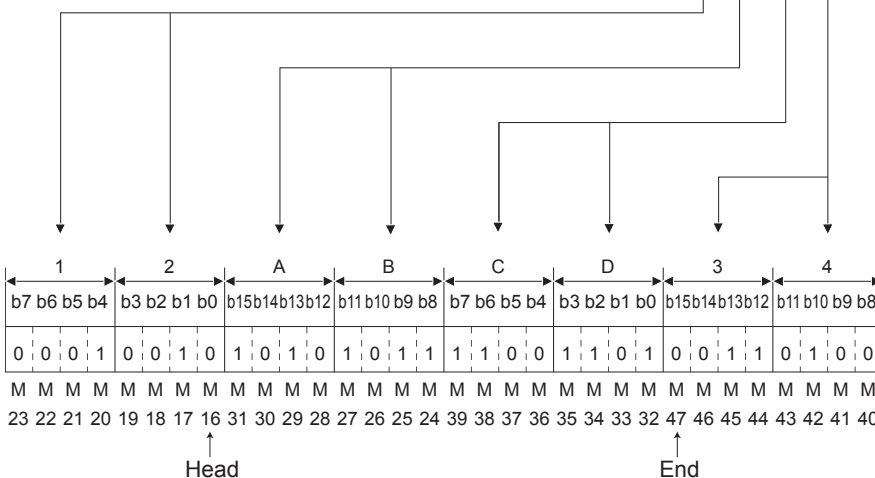 1 2 A B C D 3 4
b7 b6 b5 b4 b3 b2 b1 b0 b15 b14 b13 b12 b11 b10 b9 b8 b7 b6 b5 b4 b3 b2 b1 b0 b15 b14 b13 b12 b11 b10 b9 b8
0 0 0 1 0 0 1 0 1 0 1 0 1 0 1 1 1 1 0 0 1 1 0 1 0 0 1 1 0 1 0 0
M M M M M M M M M M M M M M M M M M M M M M M M M M M M M M M M
23 22 21 20 19 18 17 16 31 30 29 28 27 26 25 24 39 38 37 36 35 34 33 32 47 46 45 44 43 42 41 40
Head End